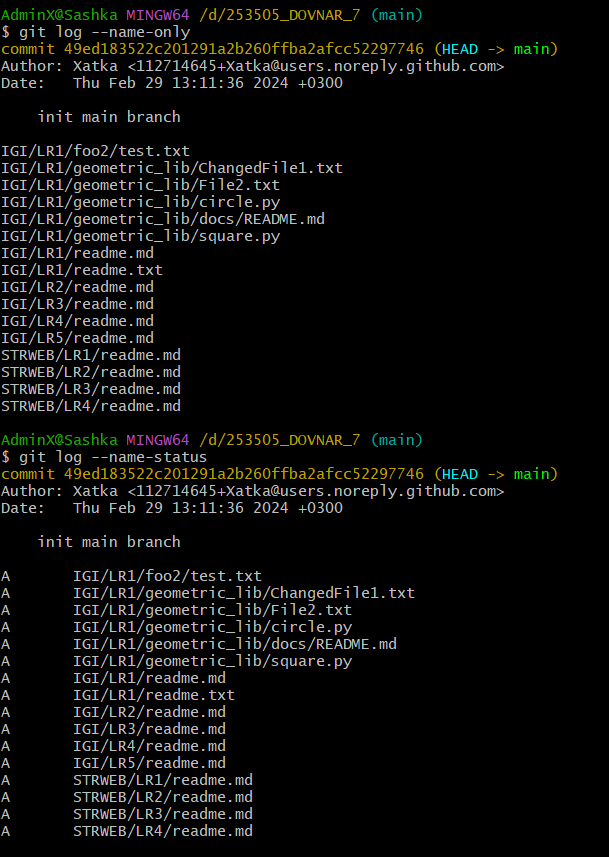 AdminX@Sashka MINGW64 /d/253505_DOVNAR_7 (main)
$ git log --name-only
commit 49ed183522c201291a2b260ffba2afcc52297746 (HEAD -> main)
Author: Xatka <112714645+Xatka@users.noreply.github.com>
Date:   Thu Feb 29 13:11:36 2024 +0300

    init main branch

IGI/LR1/foo2/test.txt
IGI/LR1/geometric_lib/ChangedFile1.txt
IGI/LR1/geometric_lib/File2.txt
IGI/LR1/geometric_lib/circle.py
IGI/LR1/geometric_lib/docs/README.md
IGI/LR1/geometric_lib/square.py
IGI/LR1/readme.md
IGI/LR1/readme.txt
IGI/LR2/readme.md
IGI/LR3/readme.md
IGI/LR4/readme.md
IGI/LR5/readme.md
STRWEB/LR1/readme.md
STRWEB/LR2/readme.md
STRWEB/LR3/readme.md
STRWEB/LR4/readme.md

AdminX@Sashka MINGW64 /d/253505_DOVNAR_7 (main)
$ git log --name-status
commit 49ed183522c201291a2b260ffba2afcc52297746 (HEAD -> main)
Author: Xatka <112714645+Xatka@users.noreply.github.com>
Date:   Thu Feb 29 13:11:36 2024 +0300

    init main branch

A       IGI/LR1/foo2/test.txt
A       IGI/LR1/geometric_lib/ChangedFile1.txt
A       IGI/LR1/geometric_lib/File2.txt
A       IGI/LR1/geometric_lib/circle.py
A       IGI/LR1/geometric_lib/docs/README.md
A       IGI/LR1/geometric_lib/square.py
A       IGI/LR1/readme.md
A       IGI/LR1/readme.txt
A       IGI/LR2/readme.md
A       IGI/LR3/readme.md
A       IGI/LR4/readme.md
A       IGI/LR5/readme.md
A       STRWEB/LR1/readme.md
A       STRWEB/LR2/readme.md
A       STRWEB/LR3/readme.md
A       STRWEB/LR4/readme.md